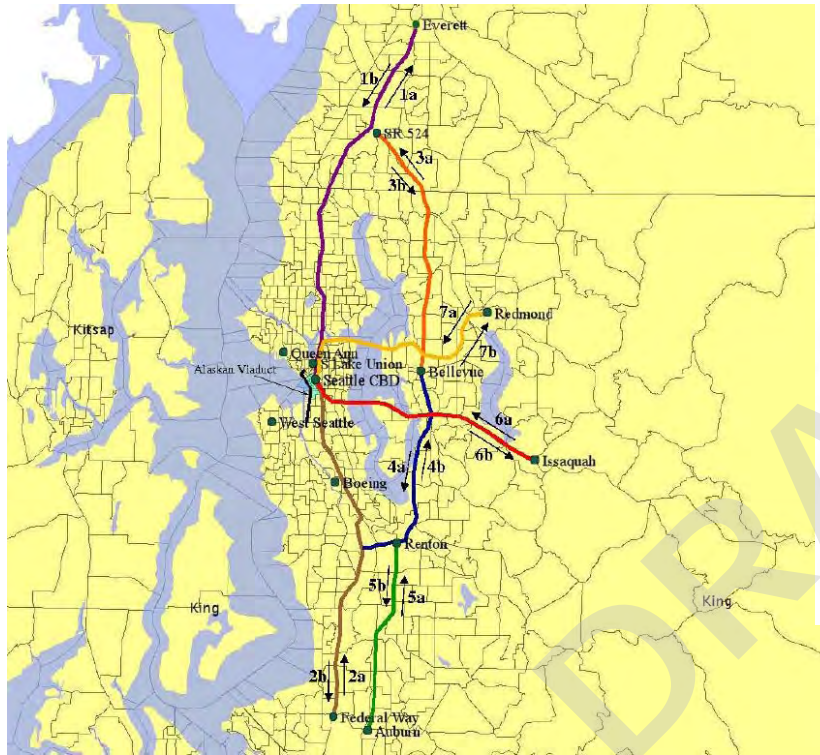 Everett
1b
1a
SR 524
3a
3b
7a
Redmond
Kitsap
Queen Ann
7b
S Lake Union
Alaskan Viaduct
Seattle CBD
Bellevue
6a
West Seattle
6b
Issaquah
4a
4b
Boeing
Renton
5b
5a
King
King
2b
2a
Federal Way
Auburn
DRA